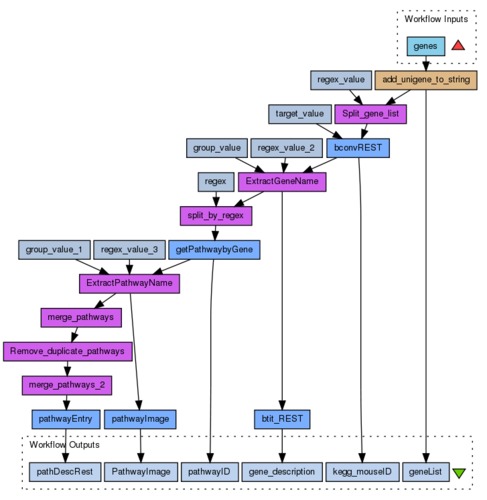 Workflow Inputs
genes
regex_value
add_unigene_to_string
target_value
Split_gene_list
group_value
regex_value_2
bconvREST
regex
ExtractGeneName
split_by_regex
group_value_1
regex_value_3
getPathwaybyGene
ExtractPathwayName
merge_pathways
Remove_duplicate_pathways
merge_pathways_2
pathwayEntry
pathwayImage
btit_REST
Workflow Outputs
pathDescRest
PathwayImage
pathwayID
gene_description
kegg_mouseID
geneList